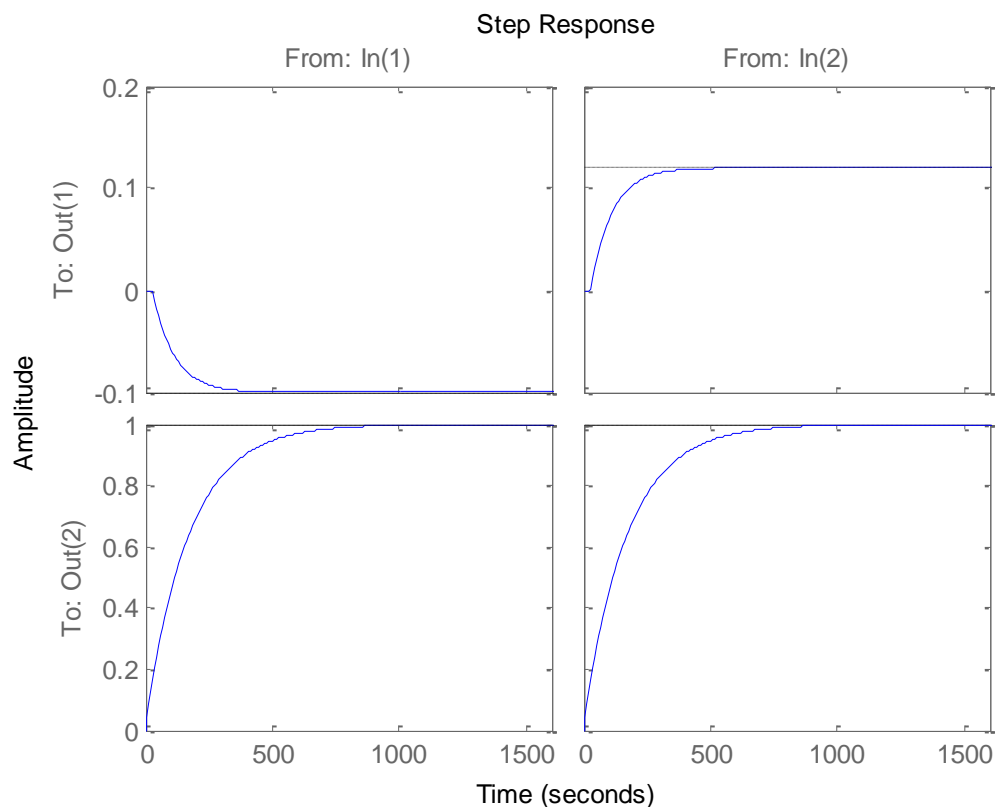 Step Response
From: In(1)
From: In(2)
To: Out(1)
0.2
0.1
0
-0.1
Amplitude
To: Out(2)
1
0.8
0.6
0.4
0.2
0
0 500 1000 1500
0 500 1000 1500
Time (seconds)